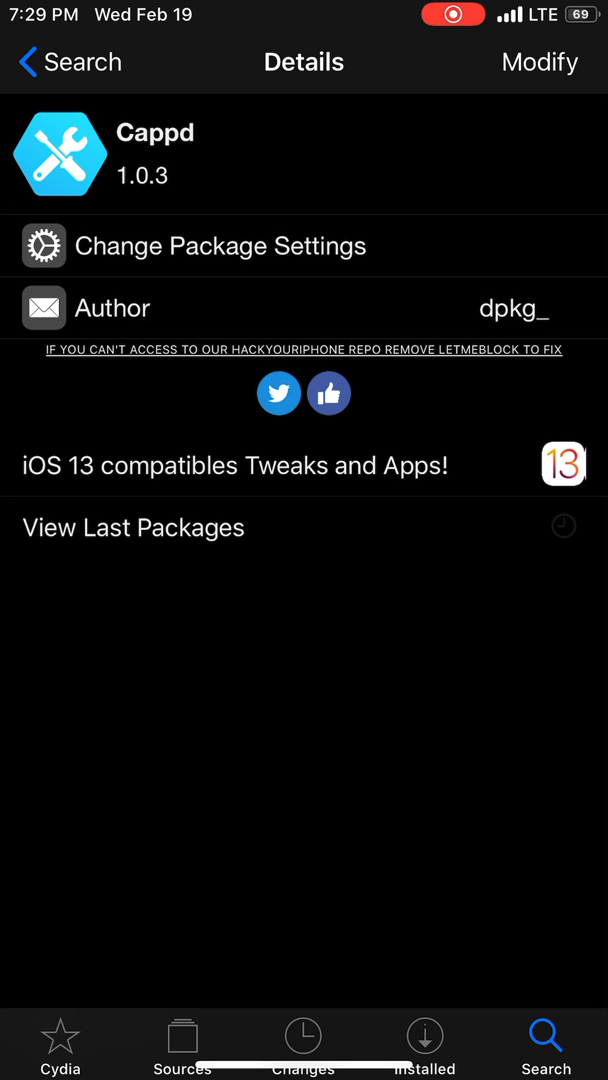 7:29 PM Wed Feb 19 LTE 69
Search Details Modify
Cappd
1.0.3
Change Package Settings
Author dpkg_
IF YOU CAN'T ACCESS TO OUR HACKYOURIPHONE REPO REMOVE LETMEBLOCK TO FIX
iOS 13 compatibles Tweaks and Apps! 13
View Last Packages
Cydia Sources Changes Installed Search